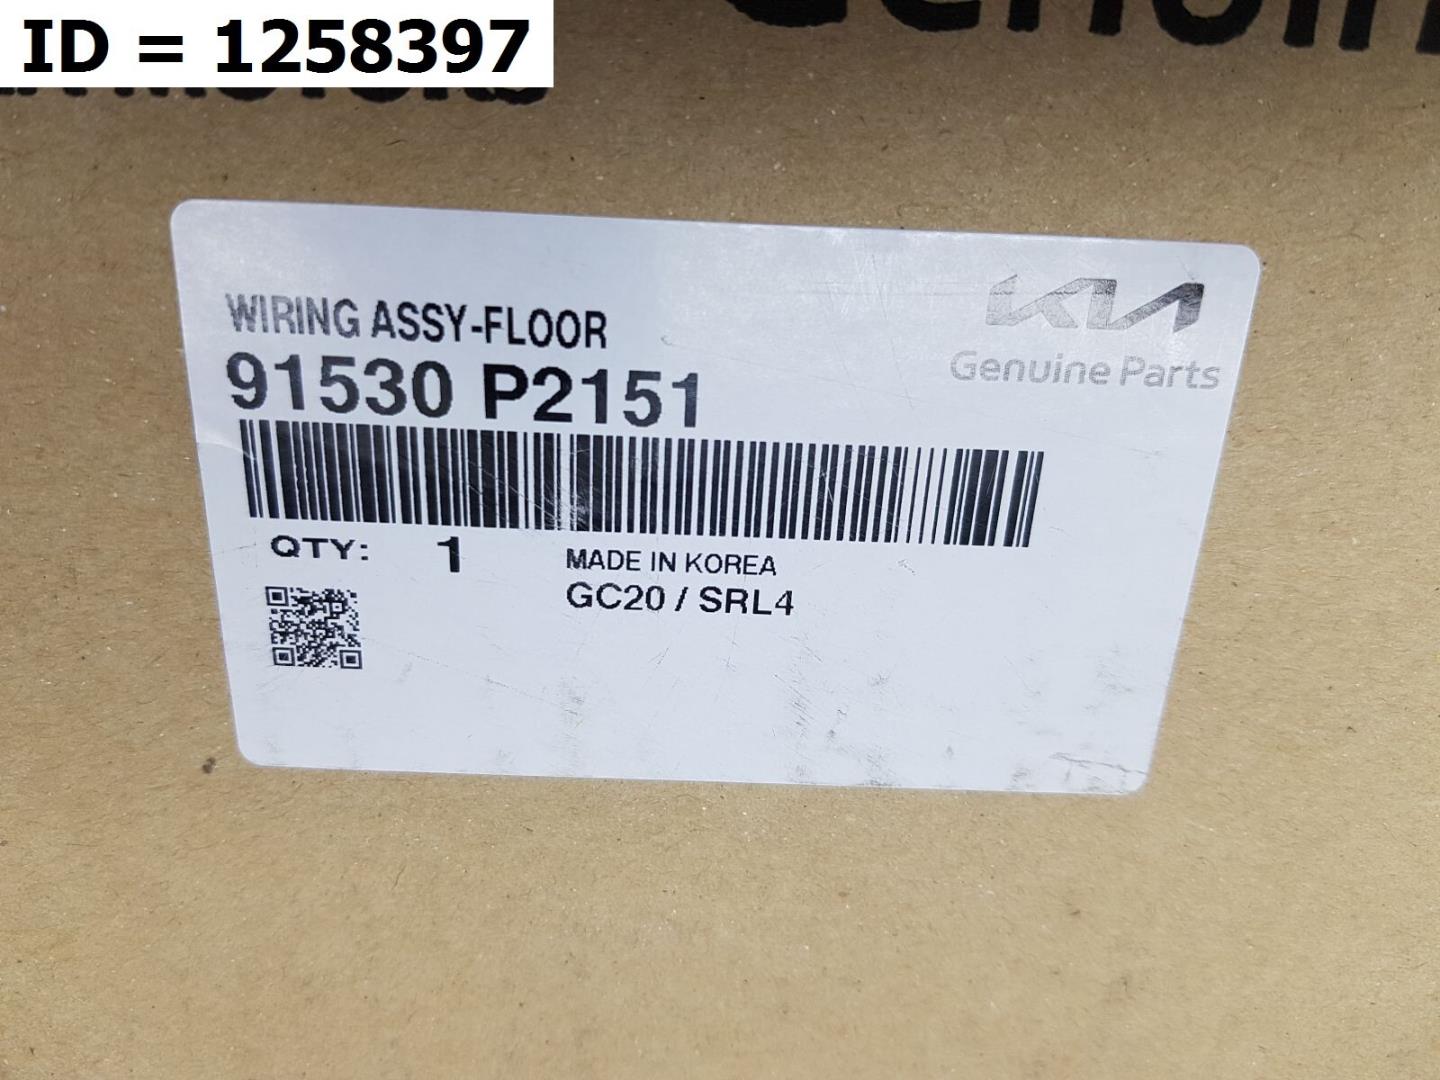 ID = 1258397
WIRING ASSY-FLOOR
91530 P2151
KIA
Genuine Parts
QTY: 1
MADE IN KOREA
GC20 / SRL4